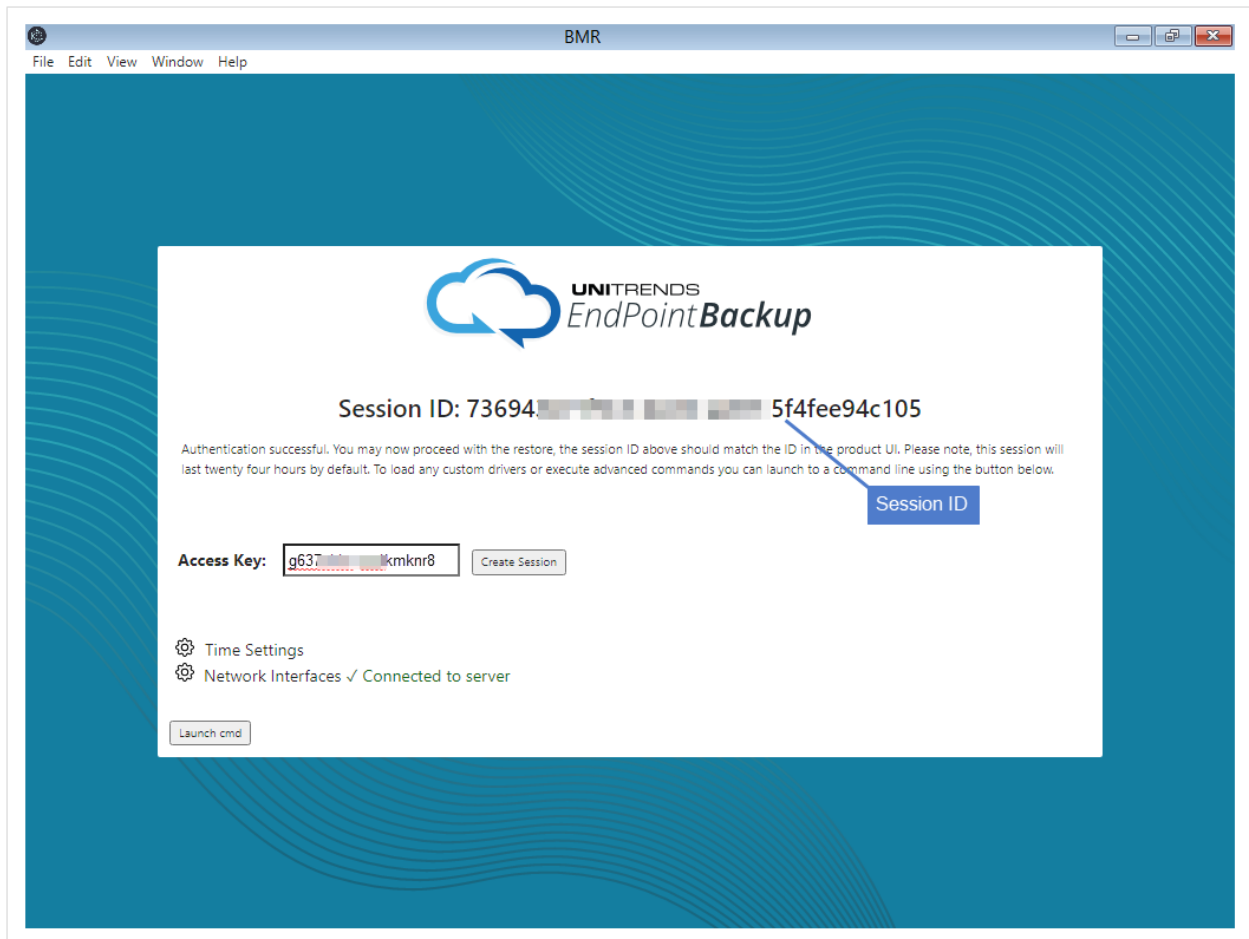 BMR
File Edit View Window Help
UNITRENDS
EndPointBackup
Session ID: 73694 5f4fee94c105
Authentication successful. You may now proceed with the restore, the session ID above should match the ID in the product UI. Please note, this session will
last twenty four hours by default. To load any custom drivers or execute advanced commands you can launch to a command line using the button below.
Session ID
Access Key: g637 kmknr8 Create Session
Time Settings
Network Interfaces ✓ Connected to server
Launch cmd